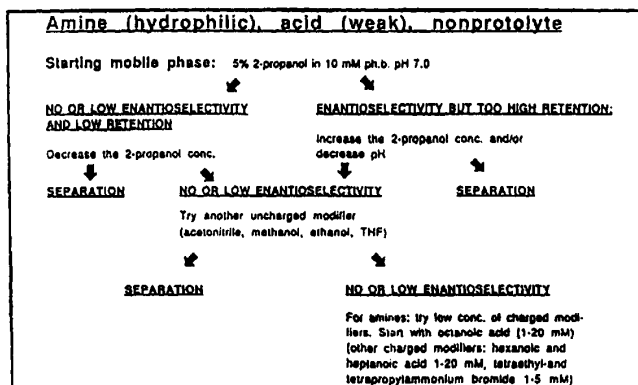 Amine (hydrophilic), acid (weak), nonprotolyte
Starting mobile phase: 5% 2-propanol in 10 mM ph.b. pH 7.0
NO OR LOW ENANTIOSELECTIVITY
AND LOW RETENTION
ENANTIOSELECTIVITY BUT TOO HIGH RETENTION:
Decrease the 2-propanol conc.
Increase the 2-propanol conc. and/or
decrease pH
SEPARATION
NO OR LOW ENANTIOSELECTIVITY
SEPARATION
Try another uncharged modifier
(acetonitrile, methanol, ethanol, THF)
SEPARATION
NO OR LOW ENANTIOSELECTIVITY
For amines: try low conc. of charged modi-
fiers. Start with octanoic acid (1-20 mM)
(other charged modifiers: hexanoic and
heptanoic acid 1-20 mM, tetraethyl-and
tetrapropylammonium bromide 1-5 mM)